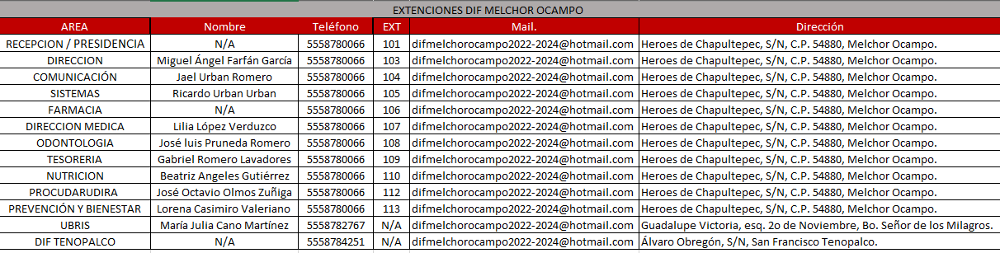 EXTENCIONES DIF MELCHOR OCAMPO
AREA Nombre Teléfono EXT Mail. Dirección
RECEPCION / PRESIDENCIA N/A 5558780066 101 difmelchorocampo2022-2024@hotmail.com Heroes de Chapultepec, S/N, C.P. 54880, Melchor Ocampo.
DIRECCION Miguel Ángel Farfán García 5558780066 103 difmelchorocampo2022-2024@hotmail.com Heroes de Chapultepec, S/N, C.P. 54880, Melchor Ocampo.
COMUNICACIÓN Jael Urban Romero 5558780066 104 difmelchorocampo2022-2024@hotmail.com Heroes de Chapultepec, S/N, C.P. 54880, Melchor Ocampo.
SISTEMAS Ricardo Urban Urban 5558780066 105 difmelchorocampo2022-2024@hotmail.com Heroes de Chapultepec, S/N, C.P. 54880, Melchor Ocampo.
FARMACIA N/A 5558780066 106 difmelchorocampo2022-2024@hotmail.com Heroes de Chapultepec, S/N, C.P. 54880, Melchor Ocampo.
DIRECCION MEDICA Lilia López Verduzco 5558780066 107 difmelchorocampo2022-2024@hotmail.com Heroes de Chapultepec, S/N, C.P. 54880, Melchor Ocampo.
ODONTOLOGIA José luis Pruneda Romero 5558780066 108 difmelchorocampo2022-2024@hotmail.com Heroes de Chapultepec, S/N, C.P. 54880, Melchor Ocampo.
TESORERIA Gabriel Romero Lavadores 5558780066 109 difmelchorocampo2022-2024@hotmail.com Heroes de Chapultepec, S/N, C.P. 54880, Melchor Ocampo.
NUTRICION Beatriz Angeles Gutiérrez 5558780066 110 difmelchorocampo2022-2024@hotmail.com Heroes de Chapultepec, S/N, C.P. 54880, Melchor Ocampo.
PROCUDARUDIRA José Octavio Olmos Zuñiga 5558780066 112 difmelchorocampo2022-2024@hotmail.com Heroes de Chapultepec, S/N, C.P. 54880, Melchor Ocampo.
PREVENCIÓN Y BIENESTAR Lorena Casimiro Valeriano 5558780066 113 difmelchorocampo2022-2024@hotmail.com Heroes de Chapultepec, S/N, C.P. 54880, Melchor Ocampo.
UBRIS María Julia Cano Martínez 5558782767 N/A difmelchorocampo2022-2024@hotmail.com Guadalupe Victoria, esq. 2o de Noviembre, Bo. Señor de los Milagros.
DIF TENOPALCO N/A 5558784251 N/A difmelchorocampo2022-2024@hotmail.com Álvaro Obregón, S/N, San Francisco Tenopalco.